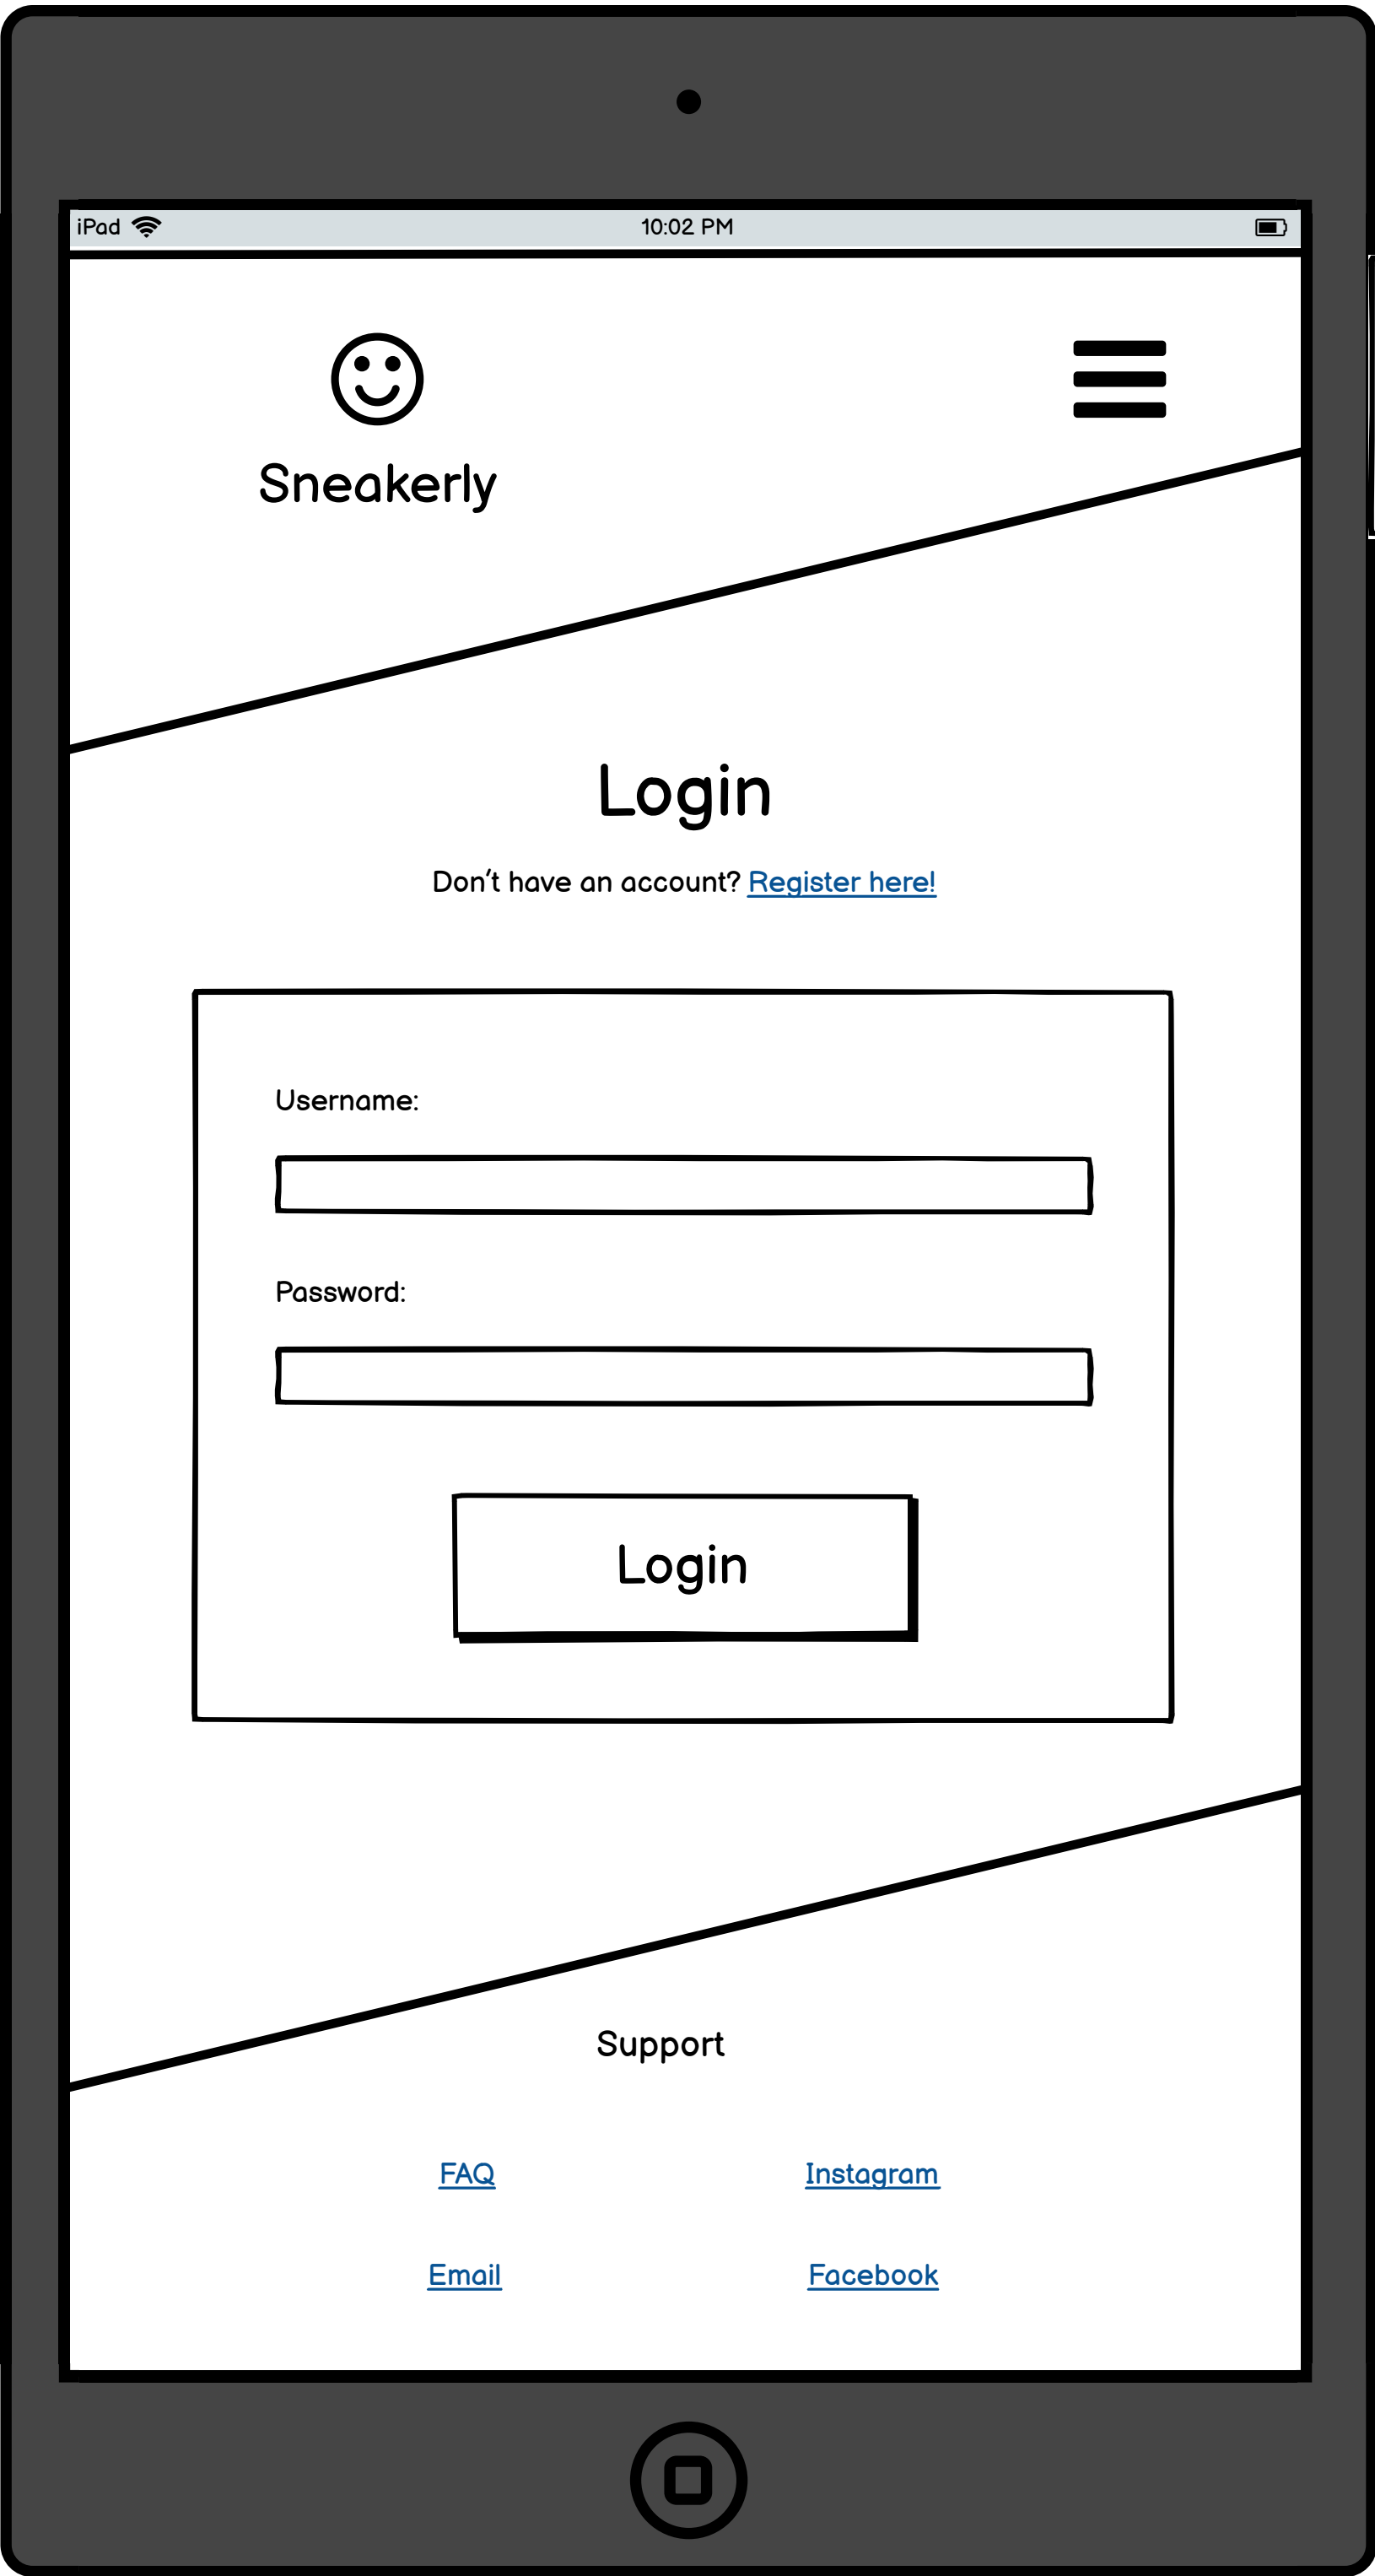 iPad 10:02 PM
Sneakerly
Login
Don't have an account? Register here!
Username:
Password:
Login
Support
FAQ Instagram
Email Facebook